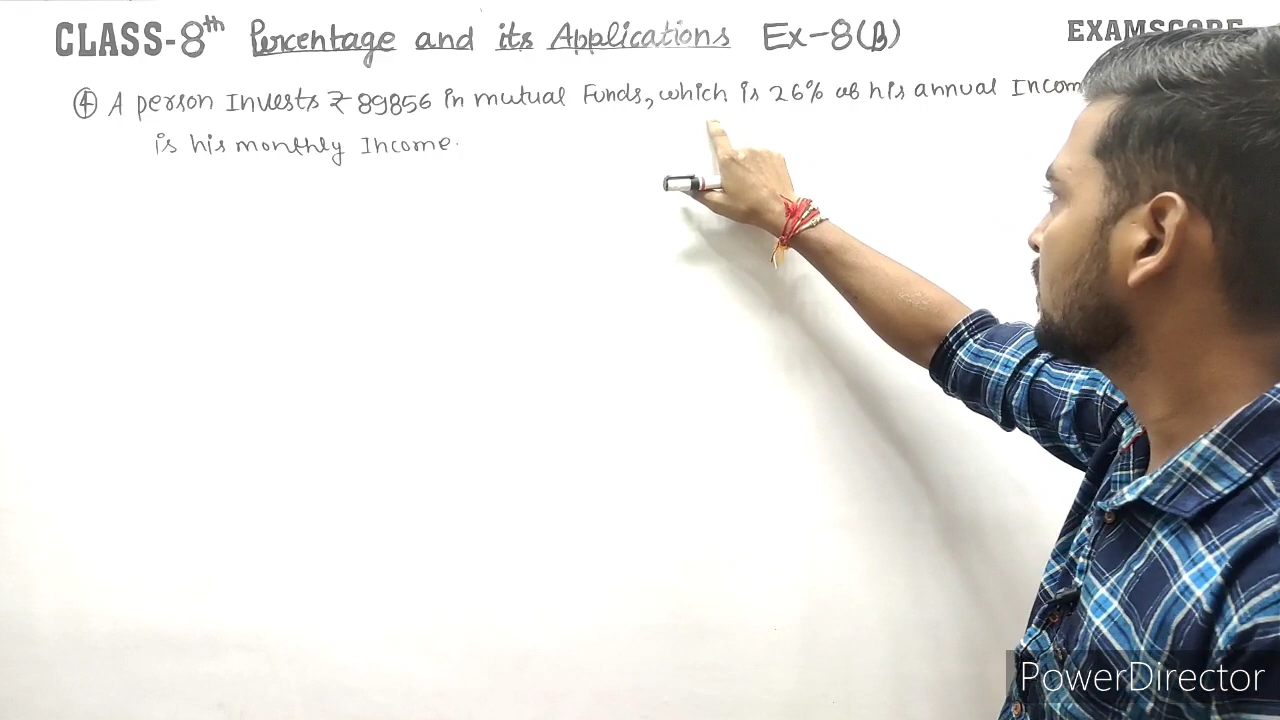 CLASS-8th Percentage and its Applications Ex-8(B) EXAMSCORE
④ A person Invests ₹ 89856 in mutual Funds, which is 26% of his annual Incom
is his monthly Income.
PowerDirector